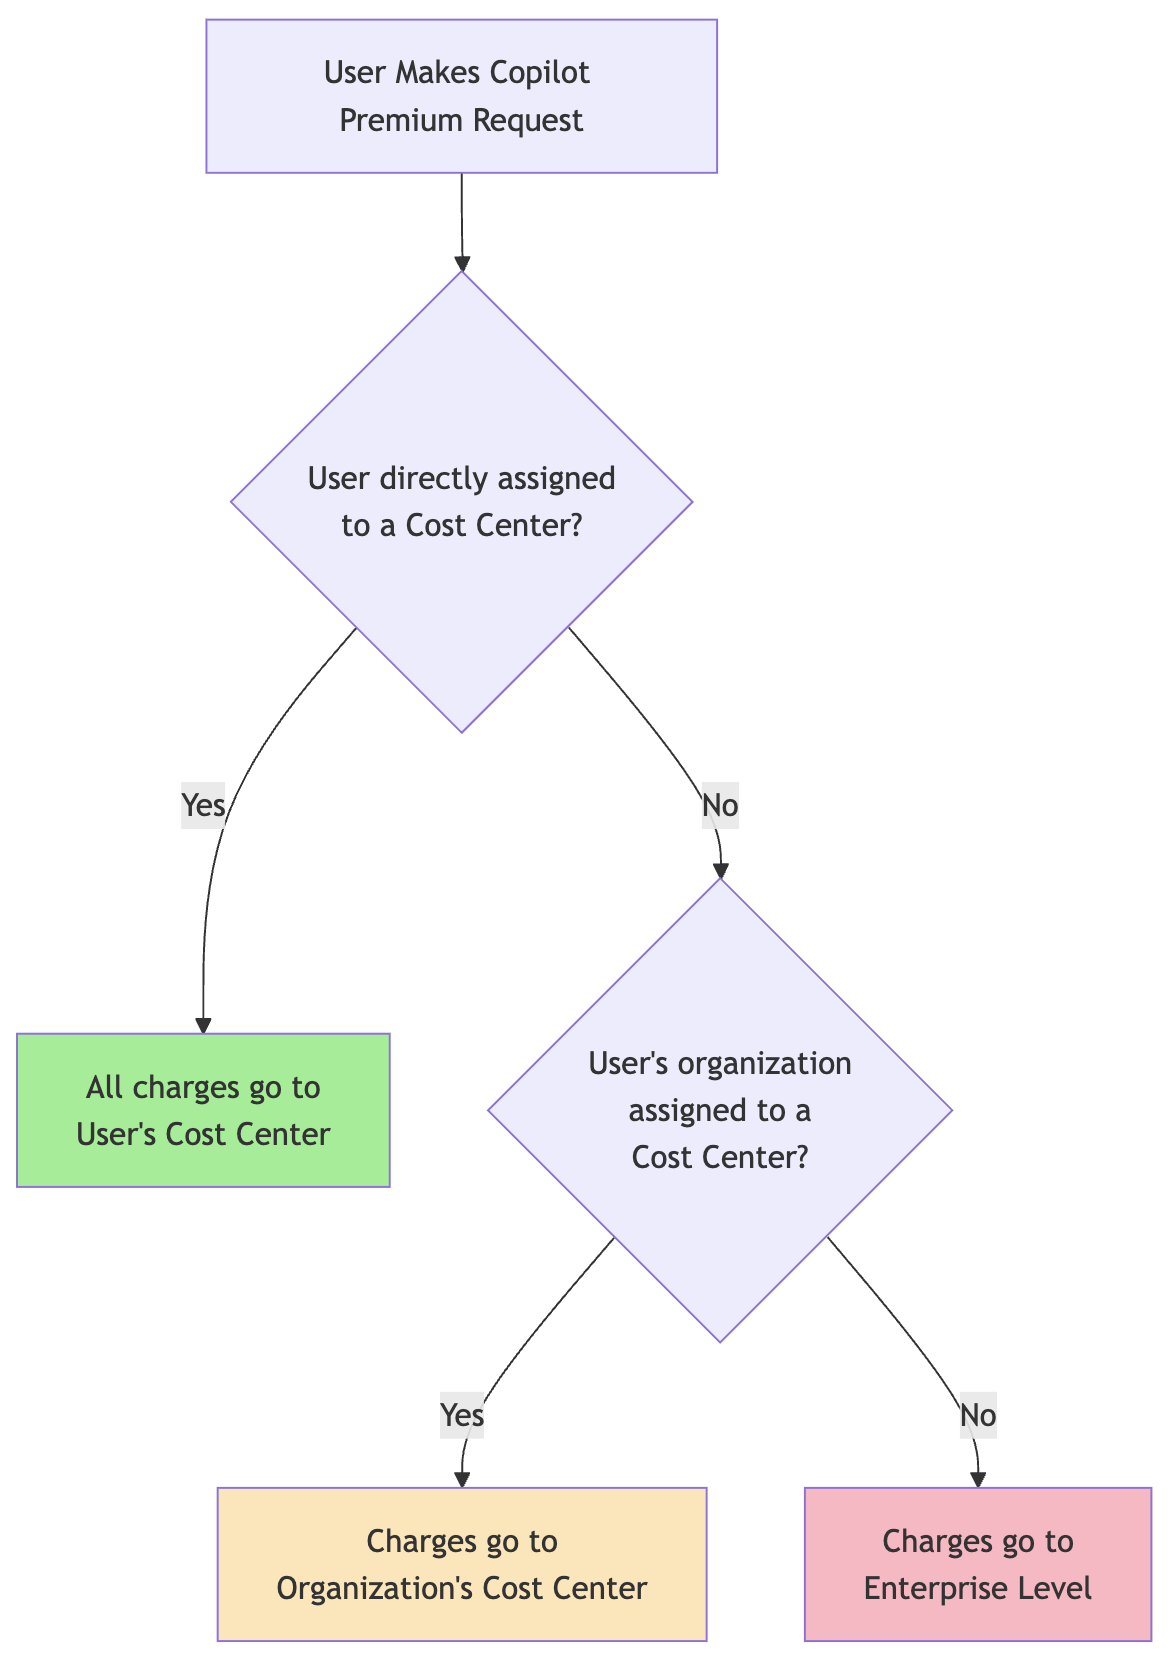 User Makes Copilot
Premium Request
User directly assigned
to a Cost Center?
Yes
No
All charges go to
User's Cost Center
User's organization
assigned to a
Cost Center?
Yes
No
Charges go to
Organization's Cost Center
Charges go to
Enterprise Level